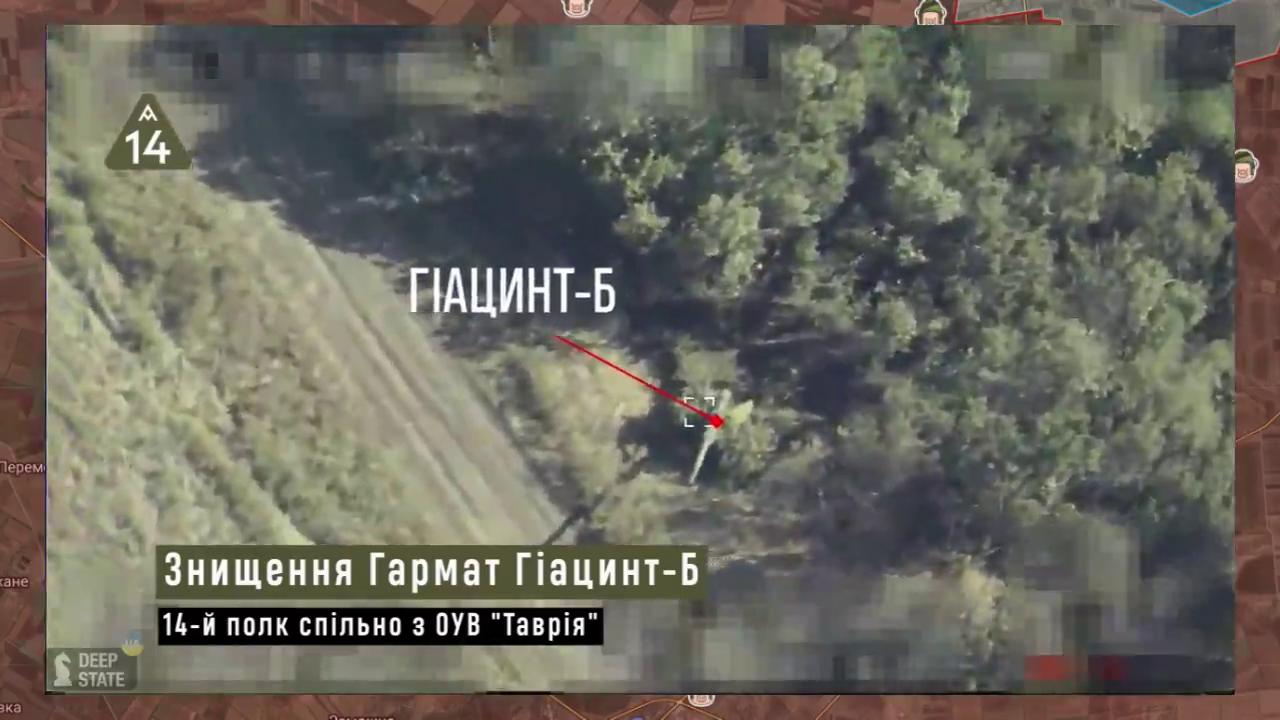 14
ГІАЦИНТ-Б
Знищення Гармат Гіацинт-Б
14-й полк спільно з ОУВ "Таврія"
DEEP
STATE